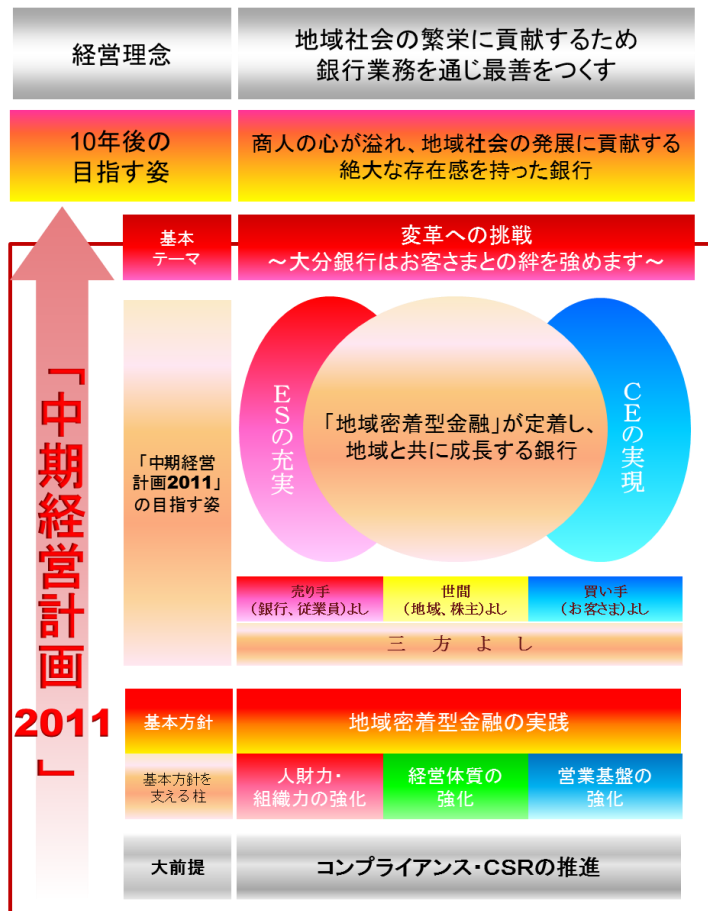 経営理念
地域社会の繁栄に貢献するため
銀行業務を通じ最善をつくす
10年後の
目指す姿
商人の心が溢れ、地域社会の発展に貢献する
絶大な存在感を持った銀行
「中期経営計画2011」
基本
テーマ
変革への挑戦
～大分銀行はお客さまとの絆を強めます～
「中期経営
計画2011」
の目指す姿
ESの充実
「地域密着型金融」が定着し、
地域と共に成長する銀行
CEの実現
売り手
(銀行、従業員)よし
世間
(地域、株主)よし
買い手
(お客さま)よし
三方よし
基本方針
地域密着型金融の実践
基本方針を
支える柱
人財力・
組織力の強化
経営体質の
強化
営業基盤の
強化
大前提
コンプライアンス・CSRの推進